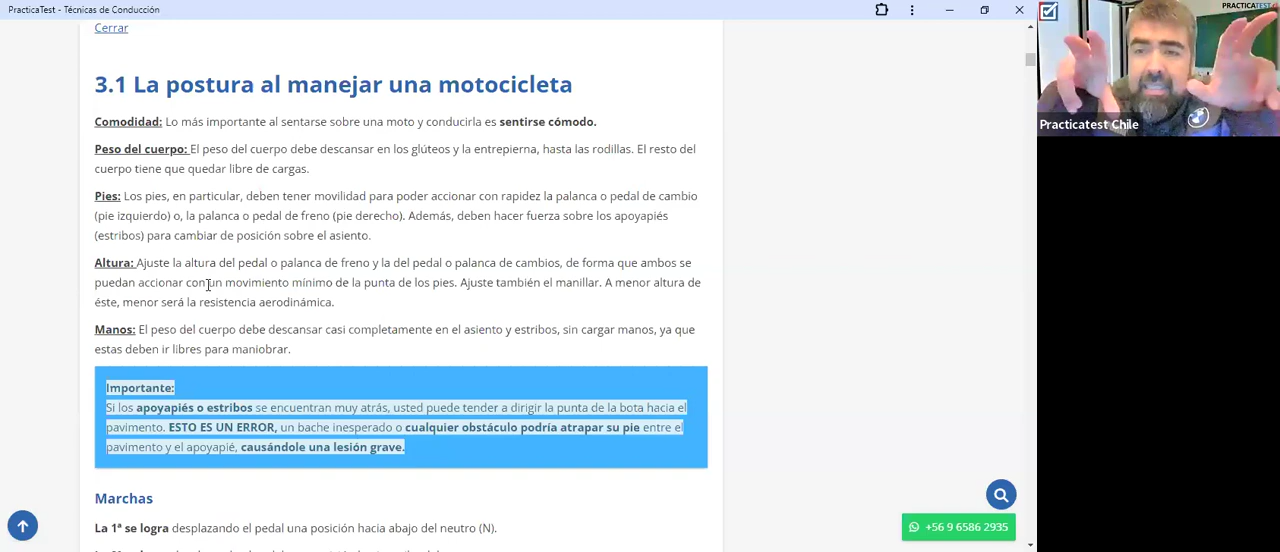 PracticaTest - Técnicas de Conducción
PRACTICATEST
Cerrar
3.1 La postura al manejar una motocicleta
Comodidad: Lo más importante al sentarse sobre una moto y conducirla es sentirse cómodo.
Peso del cuerpo: El peso del cuerpo debe descansar en los glúteos y la entrepierna, hasta las rodillas. El resto del
cuerpo tiene que quedar libre de cargas.
Pies: Los pies, en particular, deben tener movilidad para poder accionar con rapidez la palanca o pedal de cambio
(pie izquierdo) o, la palanca o pedal de freno (pie derecho). Además, deben hacer fuerza sobre los apoyapiés
(estribos) para cambiar de posición sobre el asiento.
Altura: Ajuste la altura del pedal o palanca de freno y la del pedal o palanca de cambios, de forma que ambos se
puedan accionar con un movimiento mínimo de la punta de los pies. Ajuste también el manillar. A menor altura de
éste, menor será la resistencia aerodinámica.
Manos: El peso del cuerpo debe descansar casi completamente en el asiento y estribos, sin cargar manos, ya que
estas deben ir libres para maniobrar.
Importante:
Si los apoyapiés o estribos se encuentran muy atrás, usted puede tender a dirigir la punta de la bota hacia el
pavimento. ESTO ES UN ERROR, un bache inesperado o cualquier obstáculo podría atrapar su pie entre el
pavimento y el apoyapié, causándole una lesión grave.
Marchas
La 1ª se logra desplazando el pedal una posición hacia abajo del neutro (N).
Practicatest Chile
+56 9 6586 2935